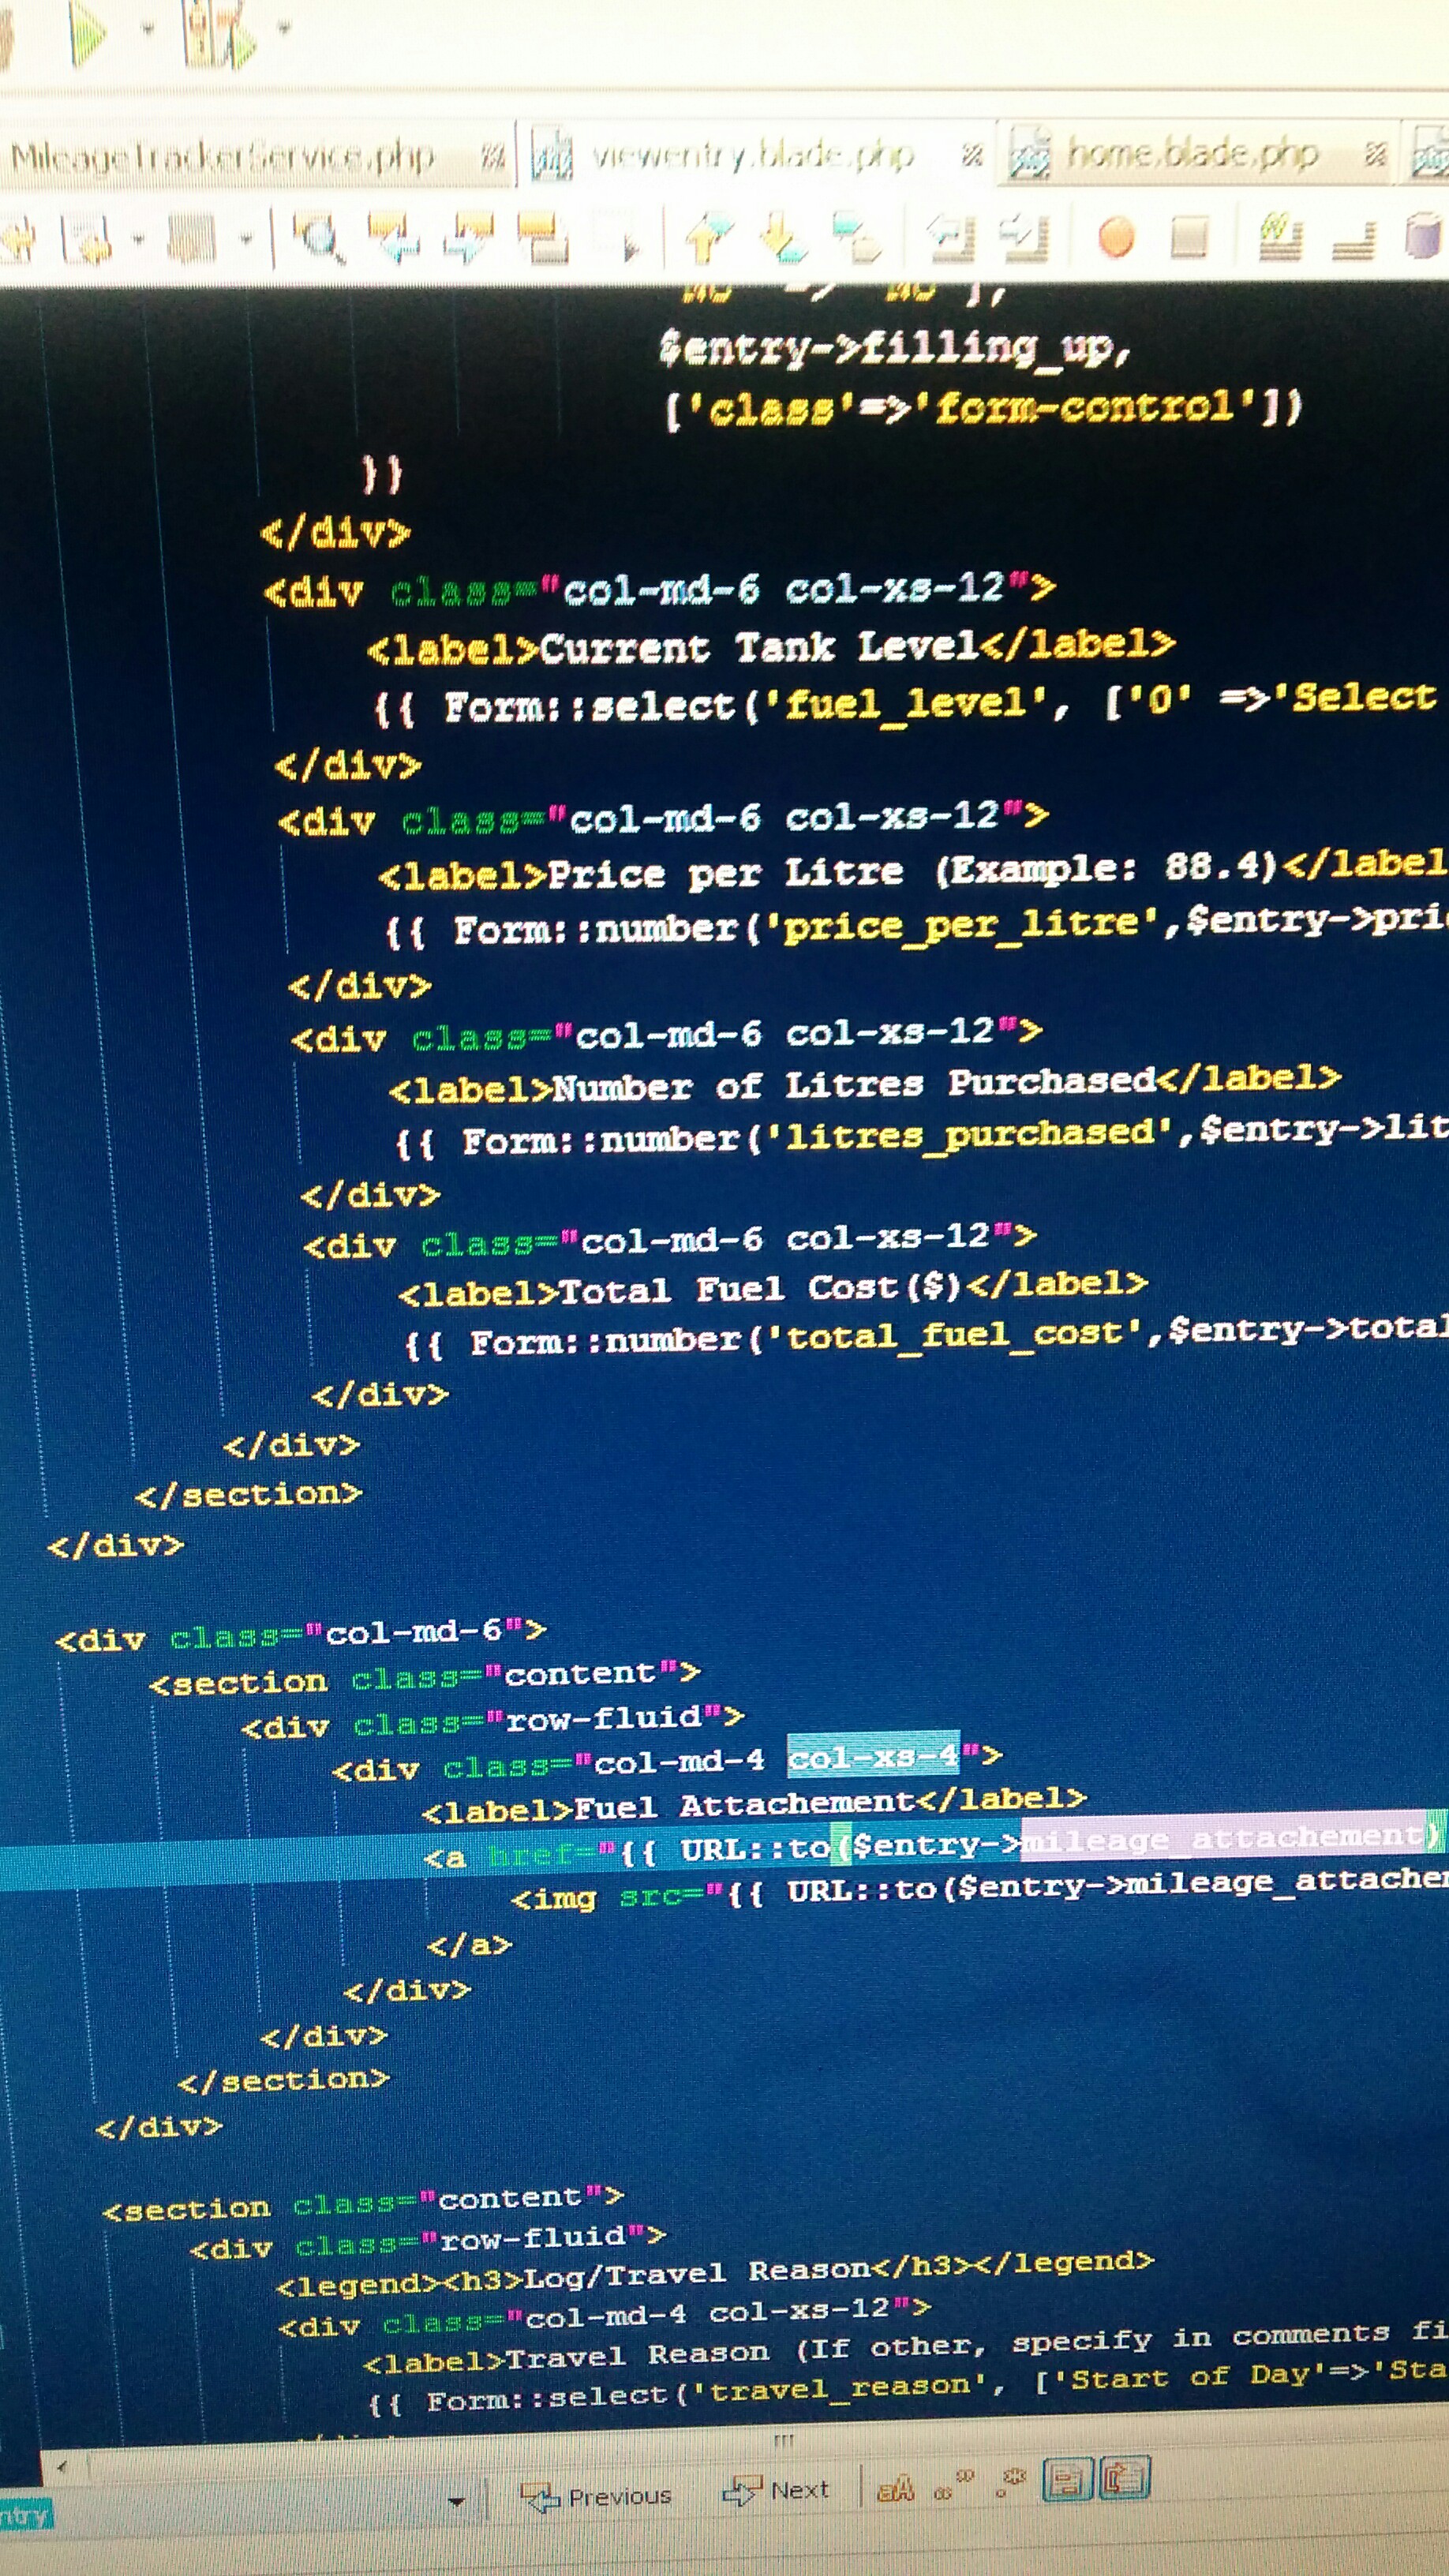 MileageTrackerService.php viewentry.blade.php home.blade.php
$entry->filling_up,
['class'=>'form-control'])
}}
</div>
<div class="col-md-6 col-xs-12">
<label>Current Tank Level</label>
{{ Form::select('fuel_level', ['0' =>'Select
</div>
<div class="col-md-6 col-xs-12">
<label>Price per Litre (Example: 88.4)</label
{{ Form::number('price_per_litre',$entry->pri
</div>
<div class="col-md-6 col-xs-12">
<label>Number of Litres Purchased</label>
{{ Form::number('litres_purchased',$entry->lit
</div>
<div class="col-md-6 col-xs-12">
<label>Total Fuel Cost($)</label>
{{ Form::number('total_fuel_cost',$entry->total
</div>
</div>
</section>
</div>
<div class="col-md-6">
<section class="content">
<div class="row-fluid">
<div class="col-md-4 col-xs-4">
<label>Fuel Attachement</label>
<a href="{{ URL::to($entry->mileage_attachement)
<img src="{{ URL::to($entry->mileage_attachem
</a>
</div>
</div>
</section>
</div>
<section class="content">
<div class="row-fluid">
<legend><h3>Log/Travel Reason</h3></legend>
<div class="col-md-4 col-xs-12">
<label>Travel Reason (If other, specify in comments fi
{{ Form::select('travel_reason', ['Start of Day'=>'Sta
Previous Next aA
ntry